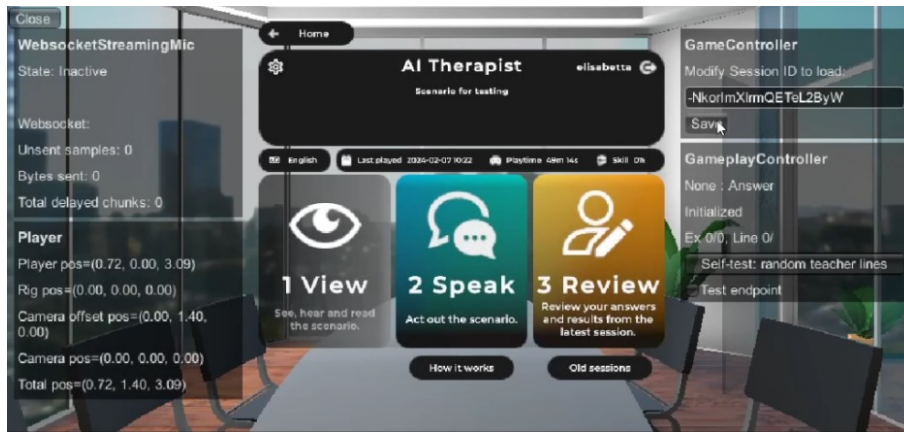 Close
WebsocketStreamingMic
State: Inactive
Websocket:
Unsent samples: 0
Bytes sent: 0
Total delayed chunks: 0
Player
Player pos=(0.72, 0.00, 3.09)
Rig pos=(0.00, 0.00, 0.00)
Camera offset pos=(0.00, 1.40,
0.00)
Camera pos=(0.00, 0.00, 0.00)
Total pos=(0.72, 1.40, 3.09)
Home
AI Therapist
elisabetta
Scenario for testing
English
Last played 2024-02-07 10:22
Playtime 49m 14s
Skill 0%
1 View
See, hear and read
the scenario.
2 Speak
Act out the scenario.
3 Review
Review your answers
and results from the
latest session.
How it works
Old sessions
GameController
Modify Session ID to load:
-NkorImXIrmQETeL2ByW
Save
GameplayController
None : Answer
Initialized
Ex 0/0, Line 0/
Self-test: random teacher lines
Test endpoint